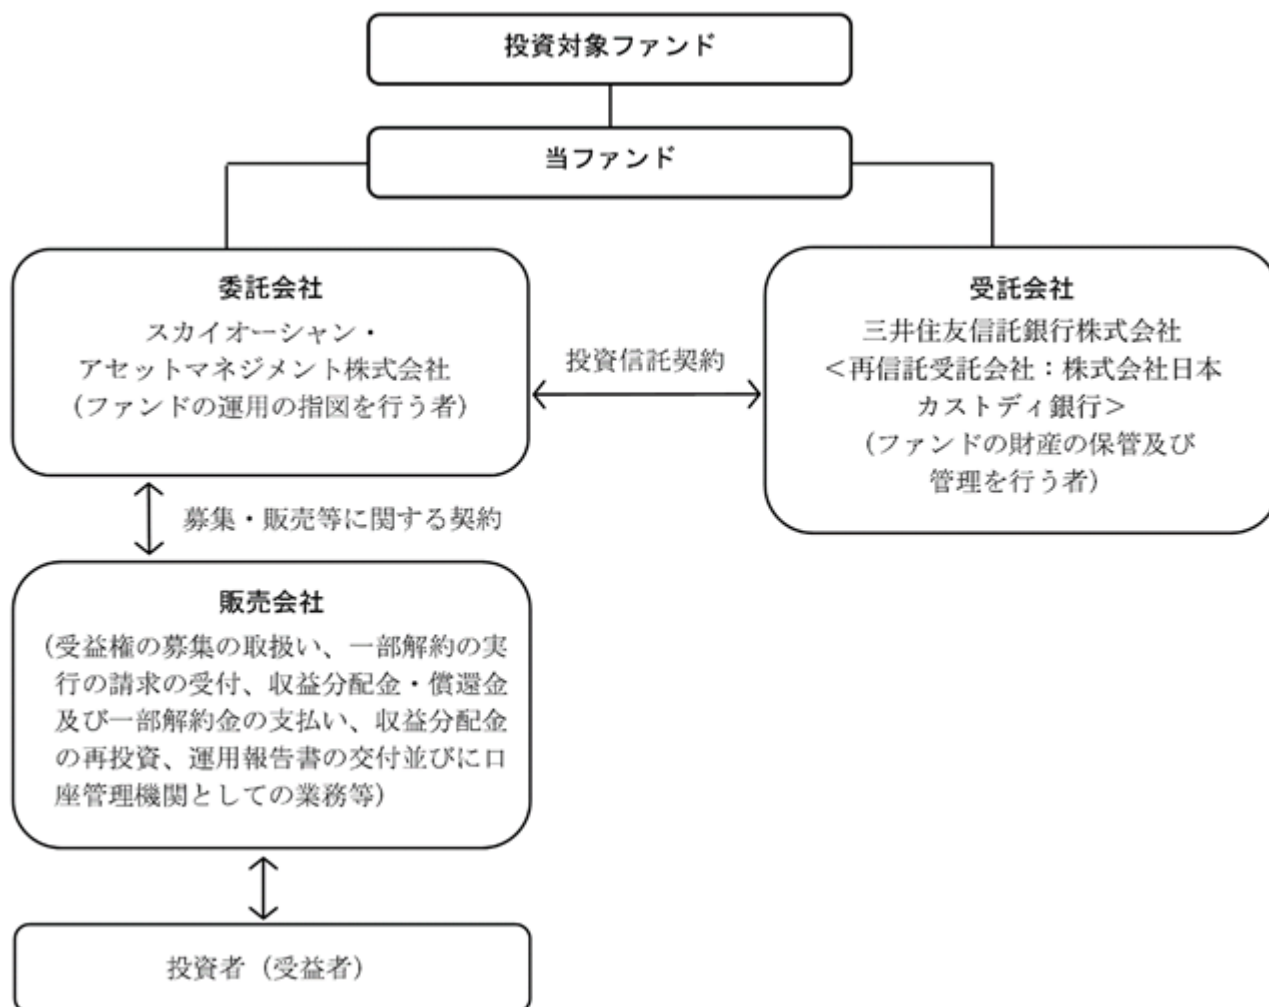 投資対象ファンド
当ファンド
委託会社
スカイオーシャン・
アセットマネジメント株式会社
（ファンドの運用の指図を行う者）
投資信託契約
受託会社
三井住友信託銀行株式会社
＜再信託受託会社：株式会社日本
カストディ銀行＞
（ファンドの財産の保管及び
管理を行う者）
募集・販売等に関する契約
販売会社
（受益権の募集の取扱い、一部解約の実
行の請求の受付、収益分配金・償還金
及び一部解約金の支払い、収益分配金
の再投資、運用報告書の交付並びに口
座管理機関としての業務等）
投資者（受益者）